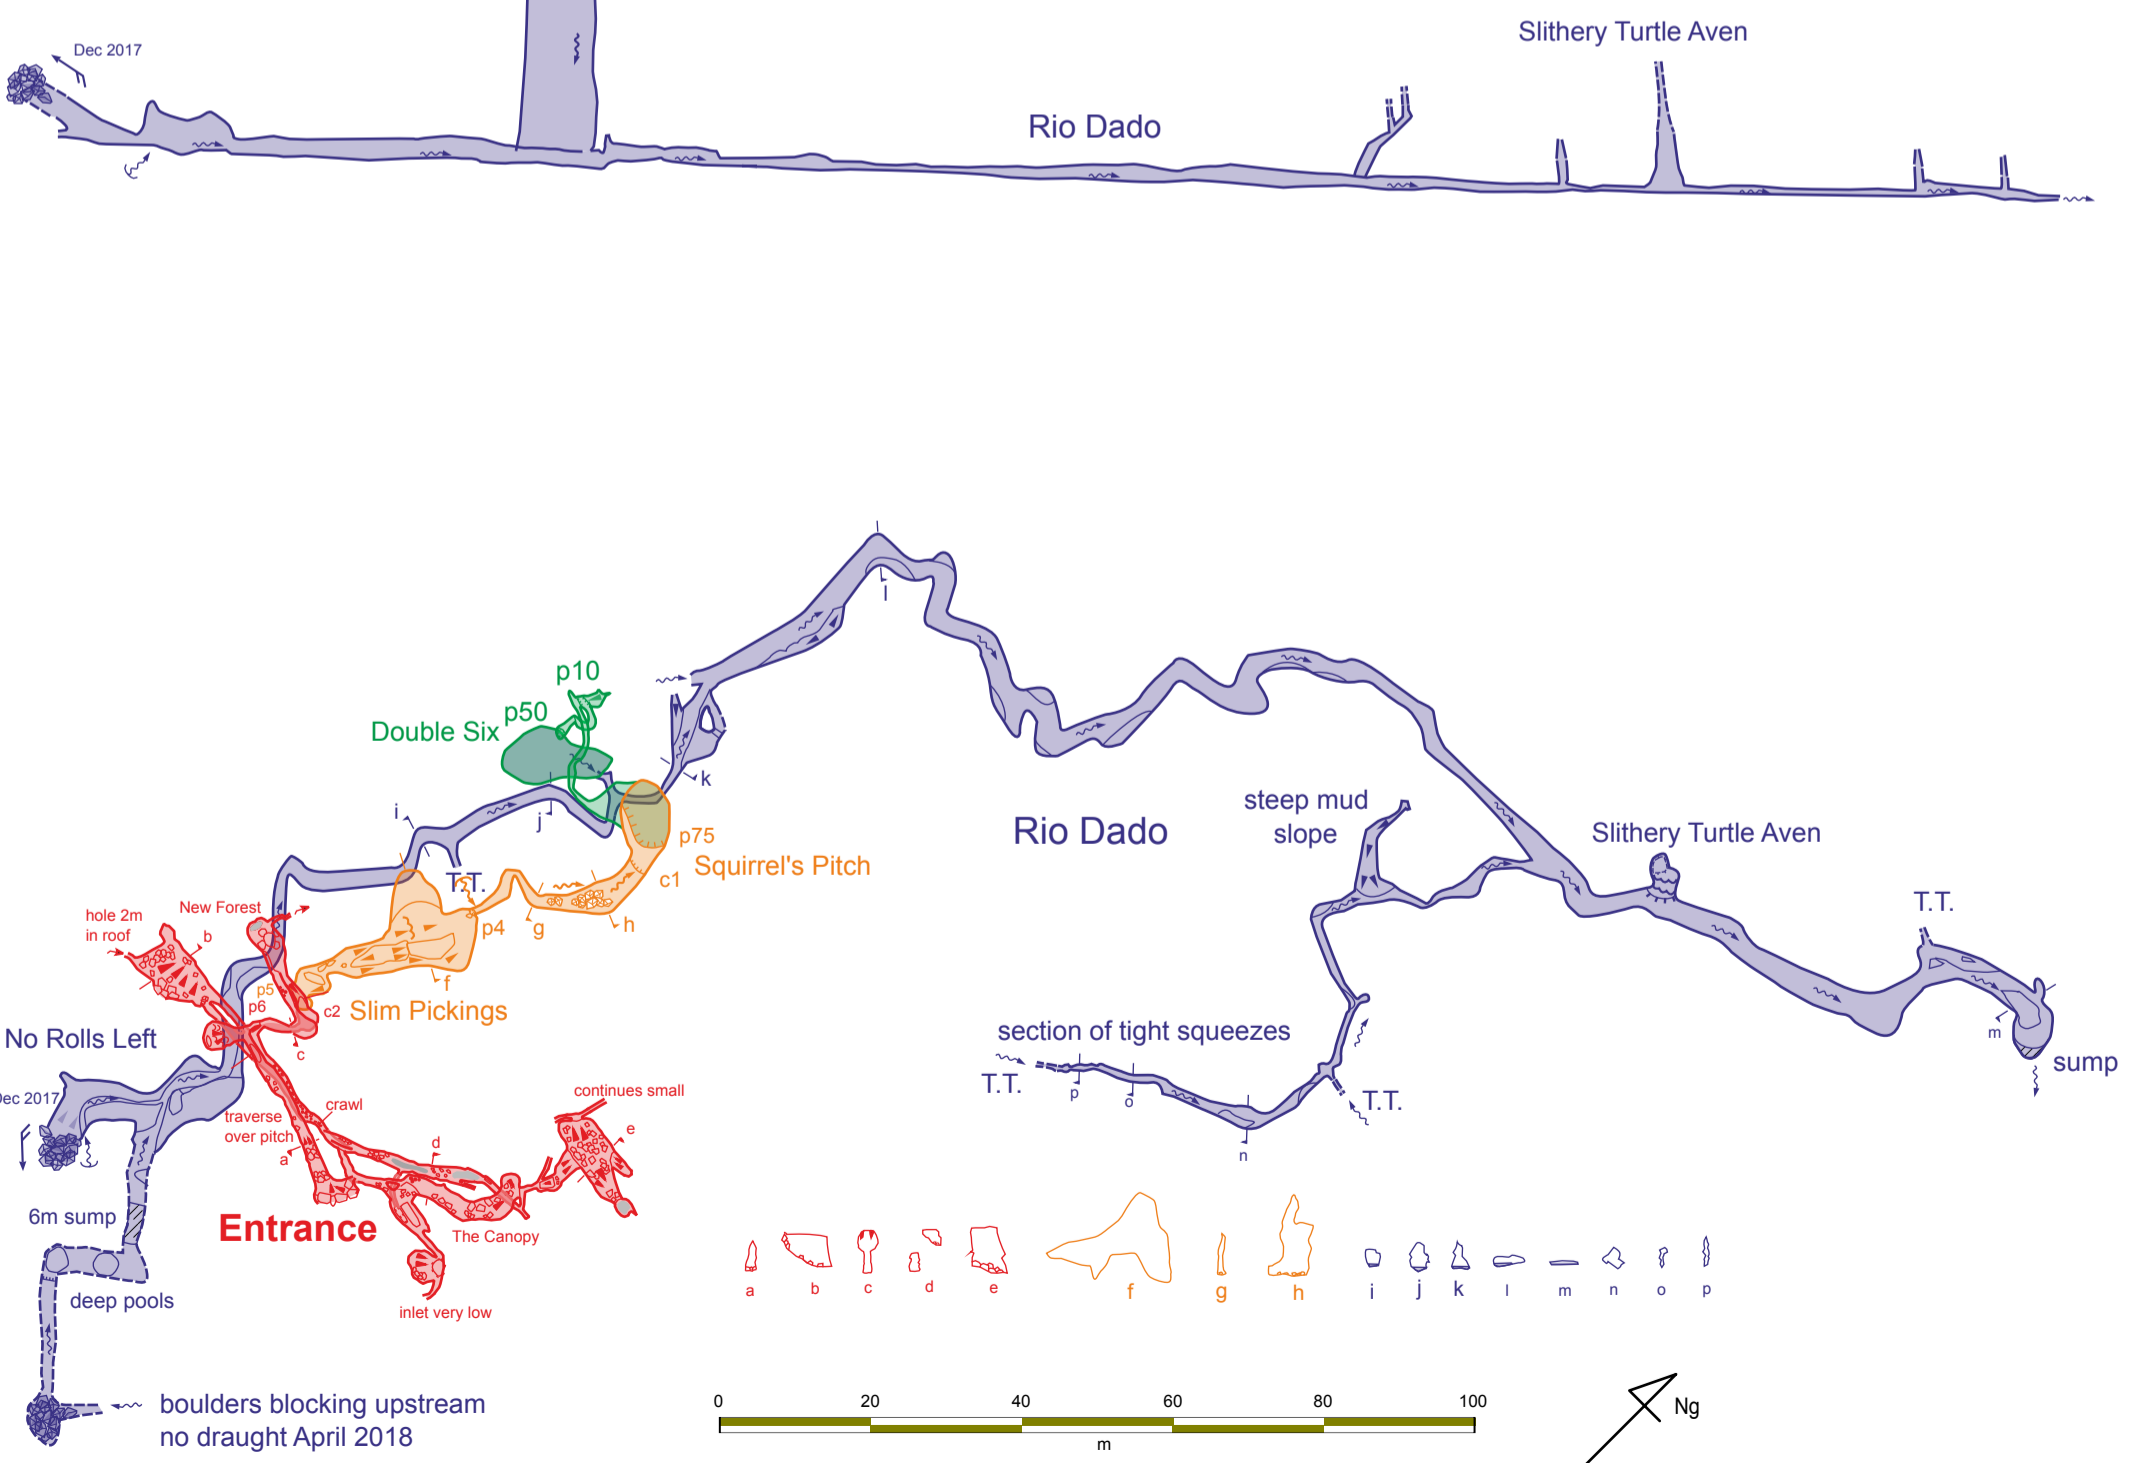 Slithery Turtle Aven
Dec 2017
Rio Dado
l
p10
p50
Double Six
k
i
j
p75
Squirrel's Pitch
c1
T.T.
steep mud
slope
Rio Dado
Slithery Turtle Aven
T.T.
New Forest
hole 2m
in roof
b
p4
g
h
f
p5
p6
c2
Slim Pickings
c
No Rolls Left
section of tight squeezes
T.T.
p
o
T.T.
n
m
sump
Dec 2017
continues small
crawl
traverse
over pitch
a
d
e
6m sump
Entrance
The Canopy
deep pools
inlet very low
a b c d e f g h i j k l m n o p
boulders blocking upstream
no draught April 2018
0 20 40 60 80 100
m
Ng